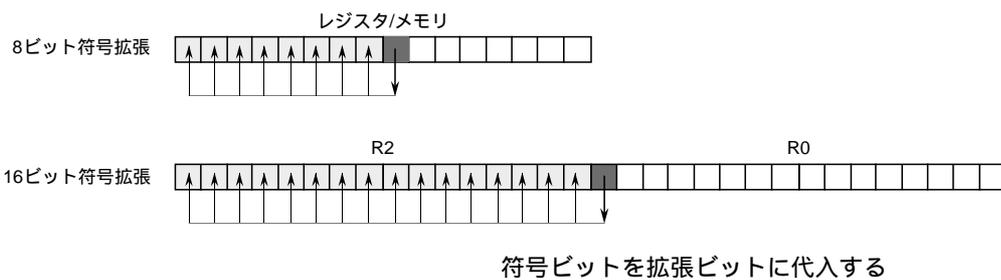 レジスタ/メモリ
8ビット符号拡張
R2
R0
16ビット符号拡張
符号ビットを拡張ビットに代入する